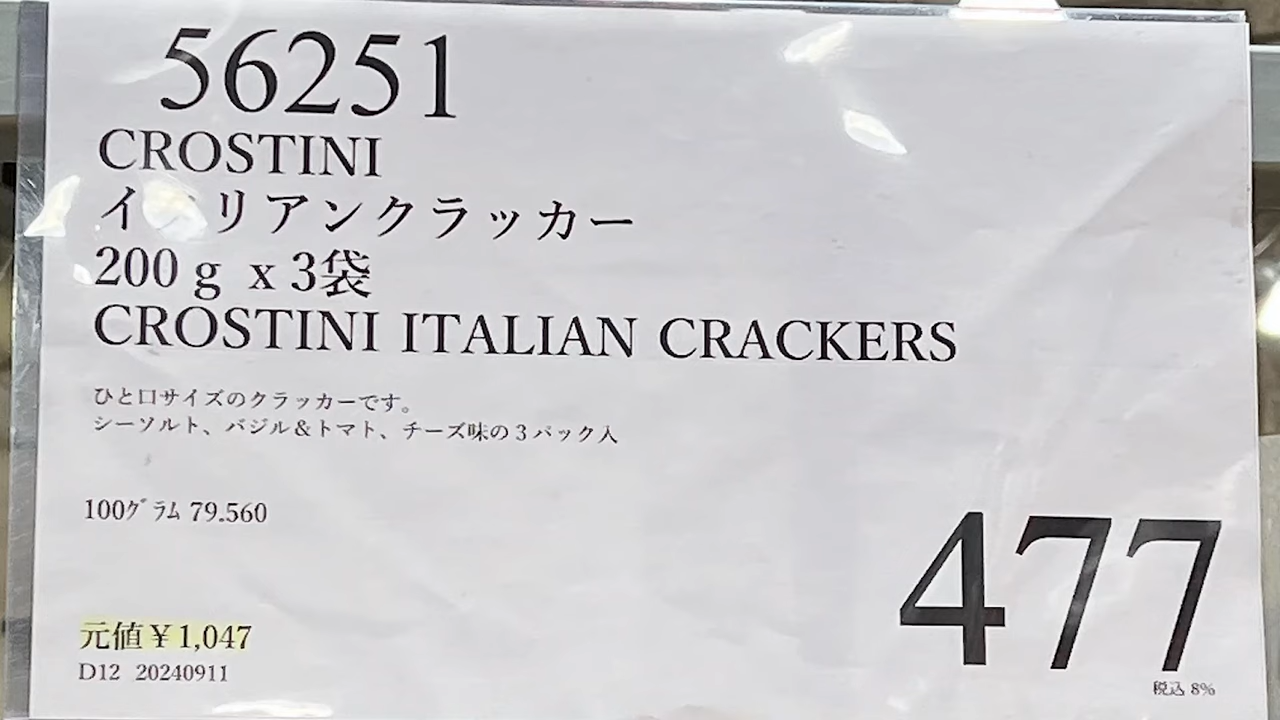 56251
CROSTINI
200ｇ x 3袋
CROSTINI ITALIAN CRACKERS
ひと口サイズのクラッカーです。
シーソルト、バジル＆トマト、チーズ味の３パック入
100ｸﾞﾗﾑ 79.560
477
税込 8%
元値￥1,047
D12 20240911